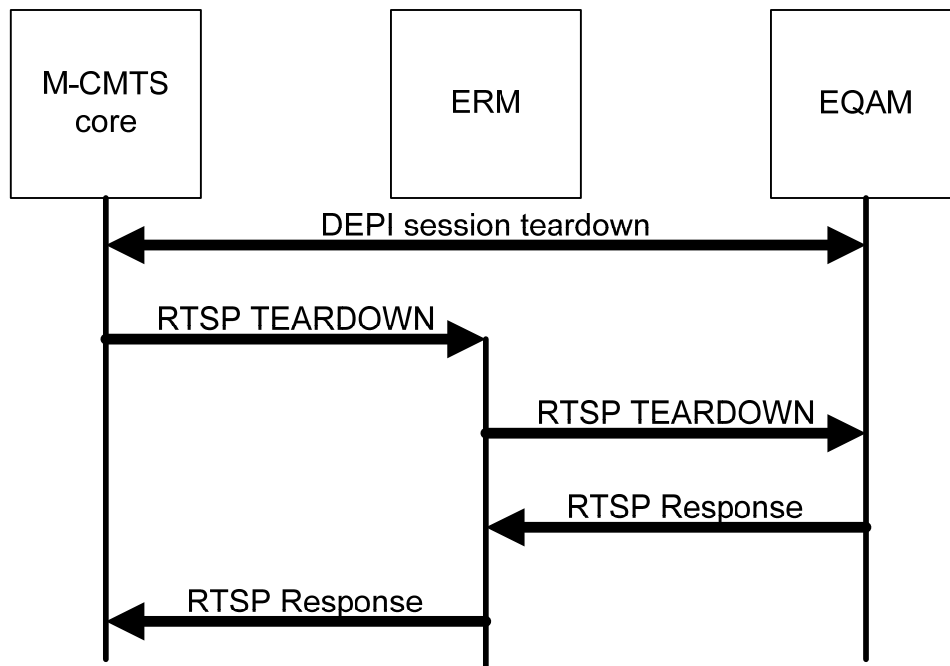 M-CMTS
core
ERM
EQAM
DEPI session teardown
RTSP TEARDOWN
RTSP TEARDOWN
RTSP Response
RTSP Response